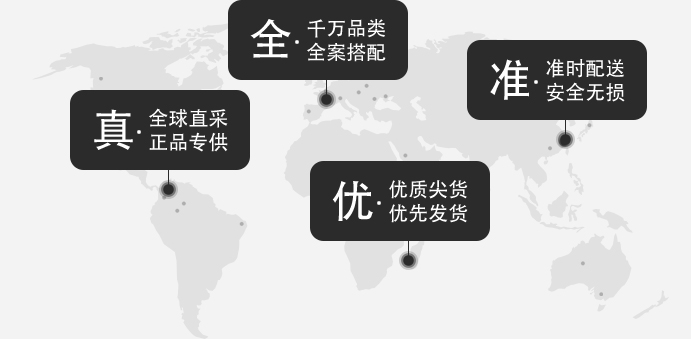 全·
千万品类
全案搭配
准·
准时配送
安全无损
真·
全球直采
正品专供
优·
优质尖货
优先发货